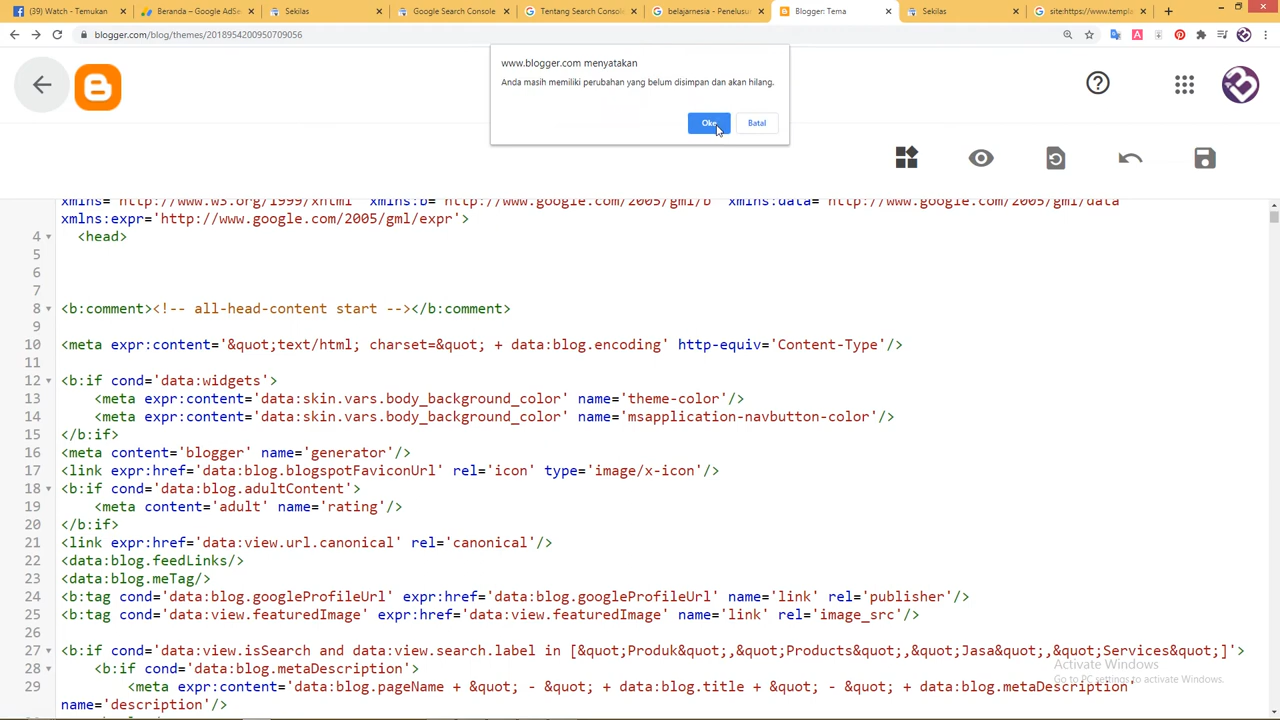 (39) Watch - Temukan
Beranda – Google AdSe
Sekilas
Google Search Console
Tentang Search Console
belajarnesia - Penelusu
Blogger: Tema
Sekilas
site:https://www.templa
blogger.com/blog/themes/2018954200950709056
www.blogger.com menyatakan
Anda masih memiliki perubahan yang belum disimpan dan akan hilang.
Oke
Batal
xmlns='http://www.w3.org/1999/xhtml' xmlns:b='http://www.google.com/2005/gml/b' xmlns:data='http://www.google.com/2005/gml/data'
xmlns:expr='http://www.google.com/2005/gml/expr'>
4 <head>
5
6
7
8 <b:comment><!-- all-head-content start --></b:comment>
9
10 <meta expr:content='&quot;text/html; charset=&quot; + data:blog.encoding' http-equiv='Content-Type'/>
11
12 <b:if cond='data:widgets'>
13 <meta expr:content='data:skin.vars.body_background_color' name='theme-color'/>
14 <meta expr:content='data:skin.vars.body_background_color' name='msapplication-navbutton-color'/>
15 </b:if>
16 <meta content='blogger' name='generator'/>
17 <link expr:href='data:blog.blogspotFaviconUrl' rel='icon' type='image/x-icon'/>
18 <b:if cond='data:blog.adultContent'>
19 <meta content='adult' name='rating'/>
20 </b:if>
21 <link expr:href='data:view.url.canonical' rel='canonical'/>
22 <data:blog.feedLinks/>
23 <data:blog.meTag/>
24 <b:tag cond='data:blog.googleProfileUrl' expr:href='data:blog.googleProfileUrl' name='link' rel='publisher'/>
25 <b:tag cond='data:view.featuredImage' expr:href='data:view.featuredImage' name='link' rel='image_src'/>
26
27 <b:if cond='data:view.isSearch and data:view.search.label in [&quot;Produk&quot;,&quot;Products&quot;,&quot;Jasa&quot;,&quot;Services&quot;]'>
28 <b:if cond='data:blog.metaDescription'>
29 <meta expr:content='data:blog.pageName + &quot; - &quot; + data:blog.title + &quot; - &quot; + data:blog.metaDescription'
name='description'/>
Activate Windows
Go to PC settings to activate Windows.